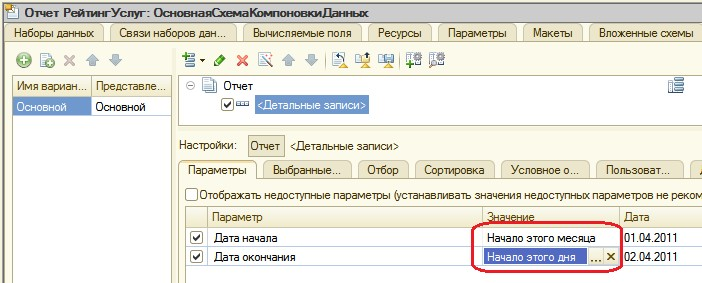 Отчет РейтингУслуг: ОсновнаяСхемаКомпоновкиДанных
Наборы данных Связи наборов дан... Вычисляемые поля Ресурсы Параметры Макеты Вложенные схемы
Имя вариан... Представле...
Основной Основной
Отчет
<Детальные записи>
Настройки: Отчет <Детальные записи>
Параметры Выбранные... Отбор Сортировка Условное о... Пользоват...
Отображать недоступные параметры (устанавливать значения недоступных параметров не реком
Параметр Значение Дата
Дата начала Начало этого месяца 01.04.2011
Дата окончания Начало этого дня ... 02.04.2011